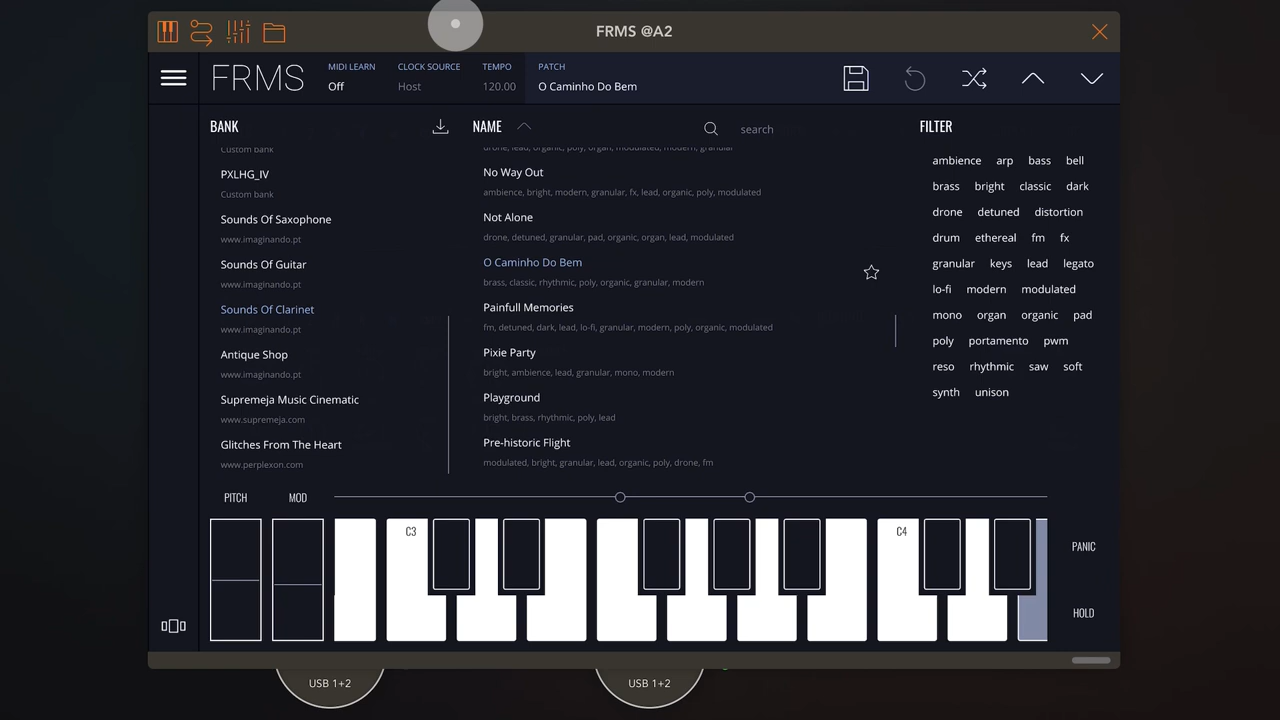 FRMS @A2
FRMS
MIDI LEARN
Off
CLOCK SOURCE
Host
TEMPO
120.00
PATCH
O Caminho Do Bem
BANK
Custom bank
PXLHG_IV
Custom bank
Sounds Of Saxophone
www.imaginando.pt
Sounds Of Guitar
www.imaginando.pt
Sounds Of Clarinet
www.imaginando.pt
Antique Shop
www.imaginando.pt
Supremeja Music Cinematic
www.supremeja.com
Glitches From The Heart
www.perplexon.com
NAME
search
drone, lead, organic, poly, organ, modulated, modern, granular
No Way Out
ambience, bright, modern, granular, fx, lead, organic, poly, modulated
Not Alone
drone, detuned, granular, pad, organic, organ, lead, modulated
O Caminho Do Bem
brass, classic, rhythmic, poly, organic, granular, modern
Painfull Memories
fm, detuned, dark, lead, lo-fi, granular, modern, poly, organic, modulated
Pixie Party
bright, ambience, lead, granular, mono, modern
Playground
bright, brass, rhythmic, poly, lead
Pre-historic Flight
modulated, bright, granular, lead, organic, poly, drone, fm
FILTER
ambience arp bass bell
brass bright classic dark
drone detuned distortion
drum ethereal fm fx
granular keys lead legato
lo-fi modern modulated
mono organ organic pad
poly portamento pwm
reso rhythmic saw soft
synth unison
PITCH MOD
C3 C4
PANIC
HOLD
USB 1+2 USB 1+2